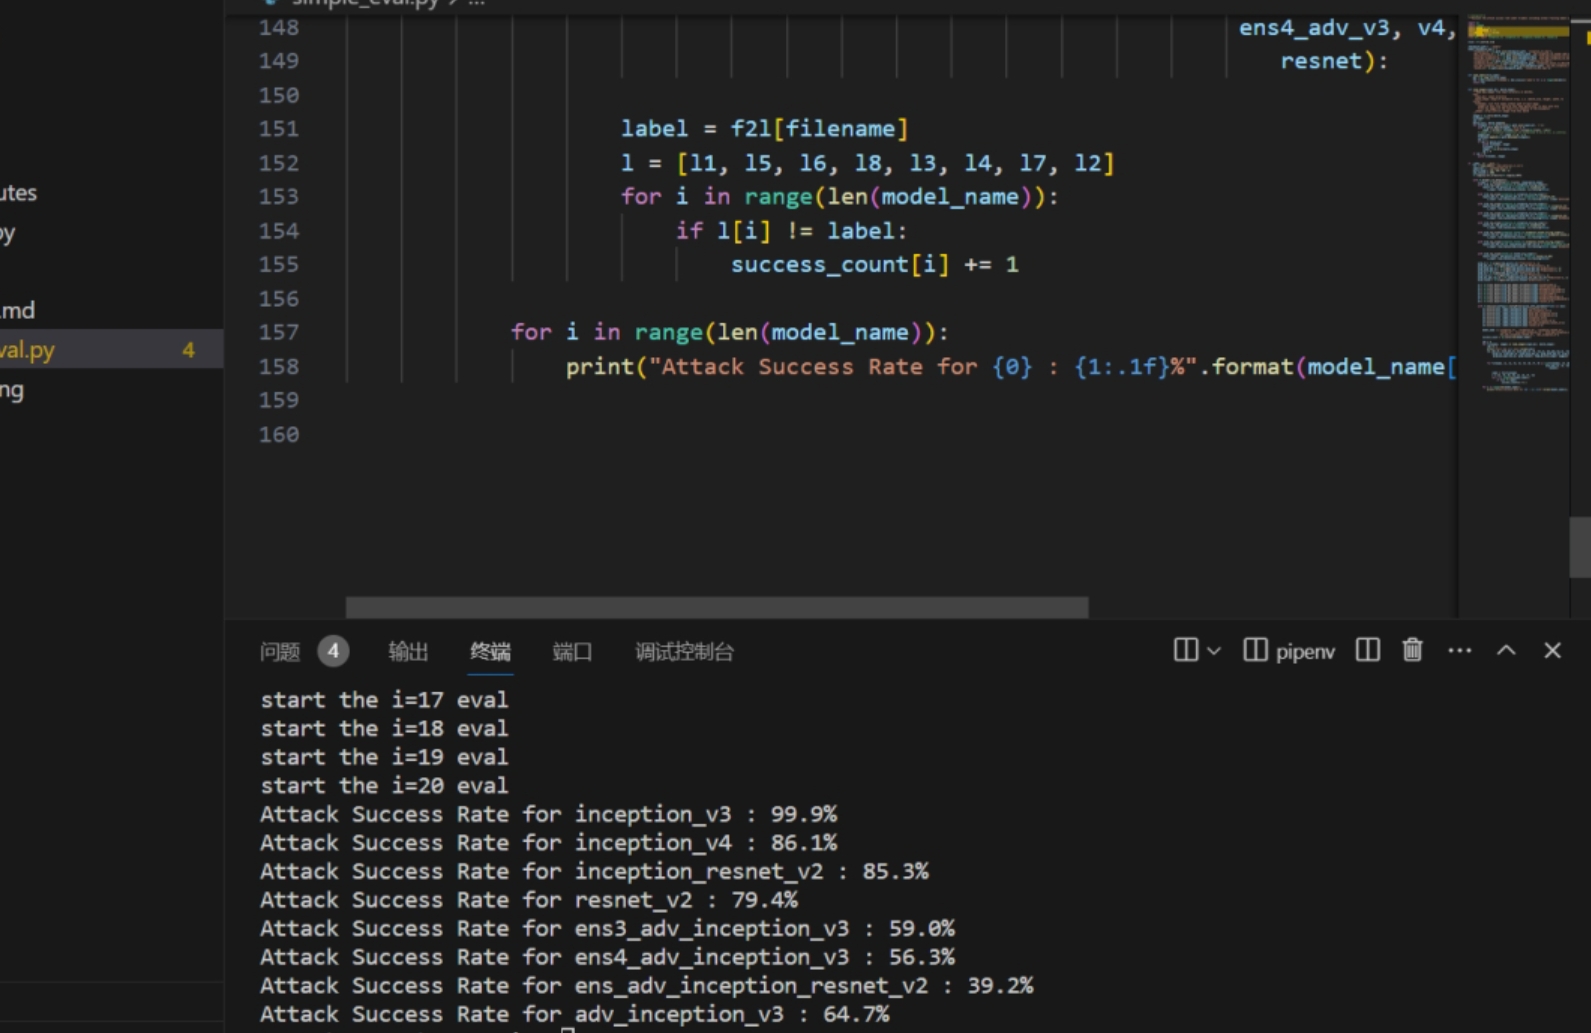 simple_eval.py > ...
148 ens4_adv_v3, v4,
149 resnet):
150
151 label = f2l[filename]
152 l = [l1, l5, l6, l8, l3, l4, l7, l2]
153 for i in range(len(model_name)):
154 if l[i] != label:
155 success_count[i] += 1
156
157 for i in range(len(model_name)):
158 print("Attack Success Rate for {0} : {1:.1f}%".format(model_name[
159
160
utes
py
.md
val.py 4
ng
问题 4 输出 终端 端口 调试控制台 pipenv
start the i=17 eval
start the i=18 eval
start the i=19 eval
start the i=20 eval
Attack Success Rate for inception_v3 : 99.9%
Attack Success Rate for inception_v4 : 86.1%
Attack Success Rate for inception_resnet_v2 : 85.3%
Attack Success Rate for resnet_v2 : 79.4%
Attack Success Rate for ens3_adv_inception_v3 : 59.0%
Attack Success Rate for ens4_adv_inception_v3 : 56.3%
Attack Success Rate for ens_adv_inception_resnet_v2 : 39.2%
Attack Success Rate for adv_inception_v3 : 64.7%